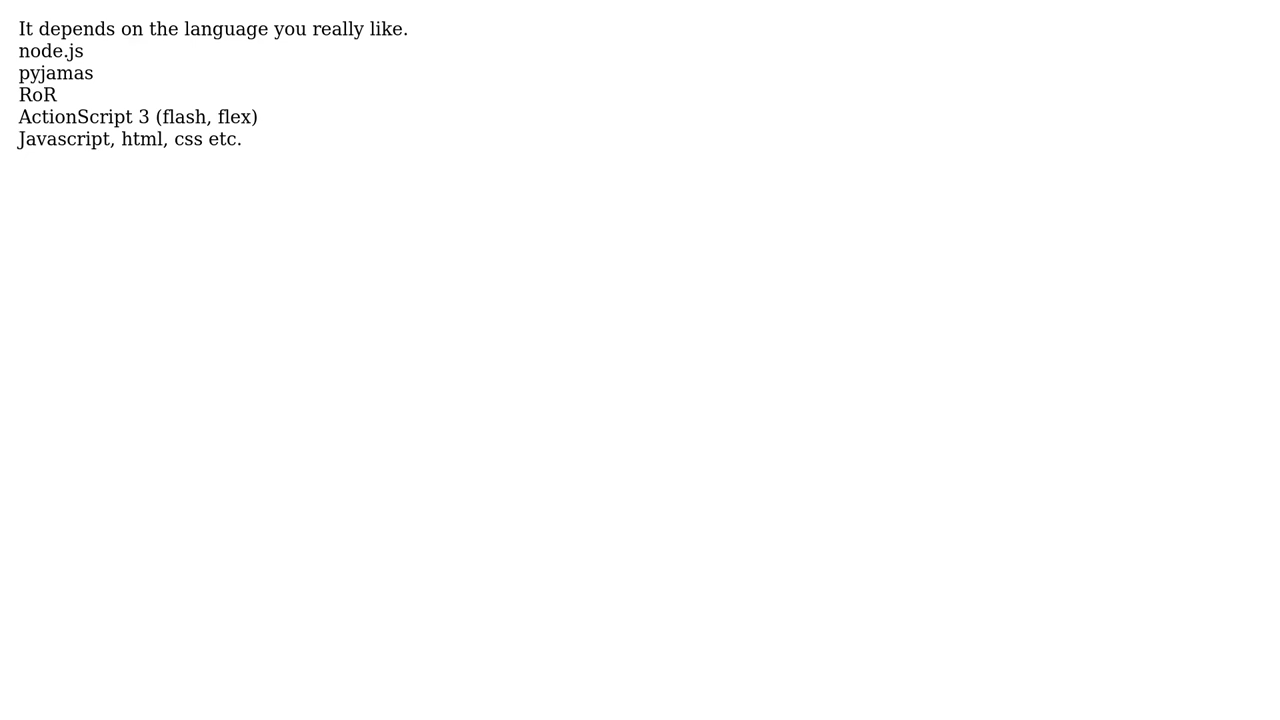 It depends on the language you really like.
node.js
pyjamas
RoR
ActionScript 3 (flash, flex)
Javascript, html, css etc.